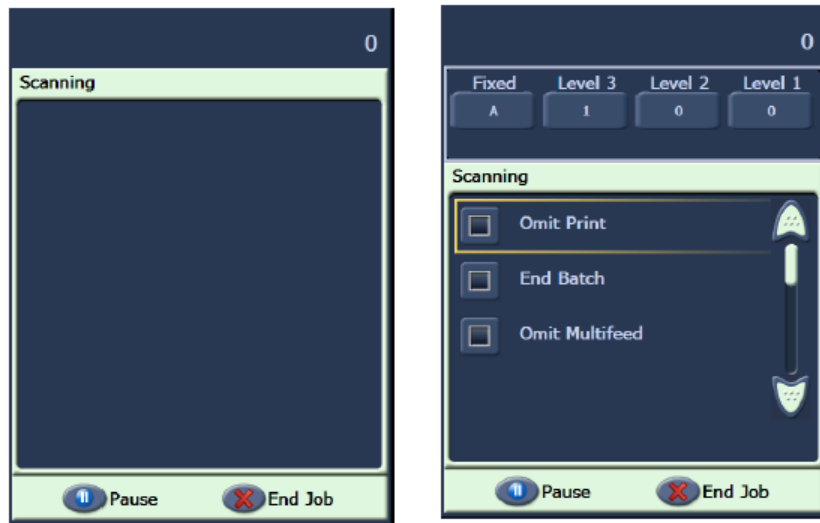 0
Scanning
Pause End Job
0
Fixed Level 3 Level 2 Level 1
A 1 0 0
Scanning
Omit Print
End Batch
Omit Multifeed
Pause End Job